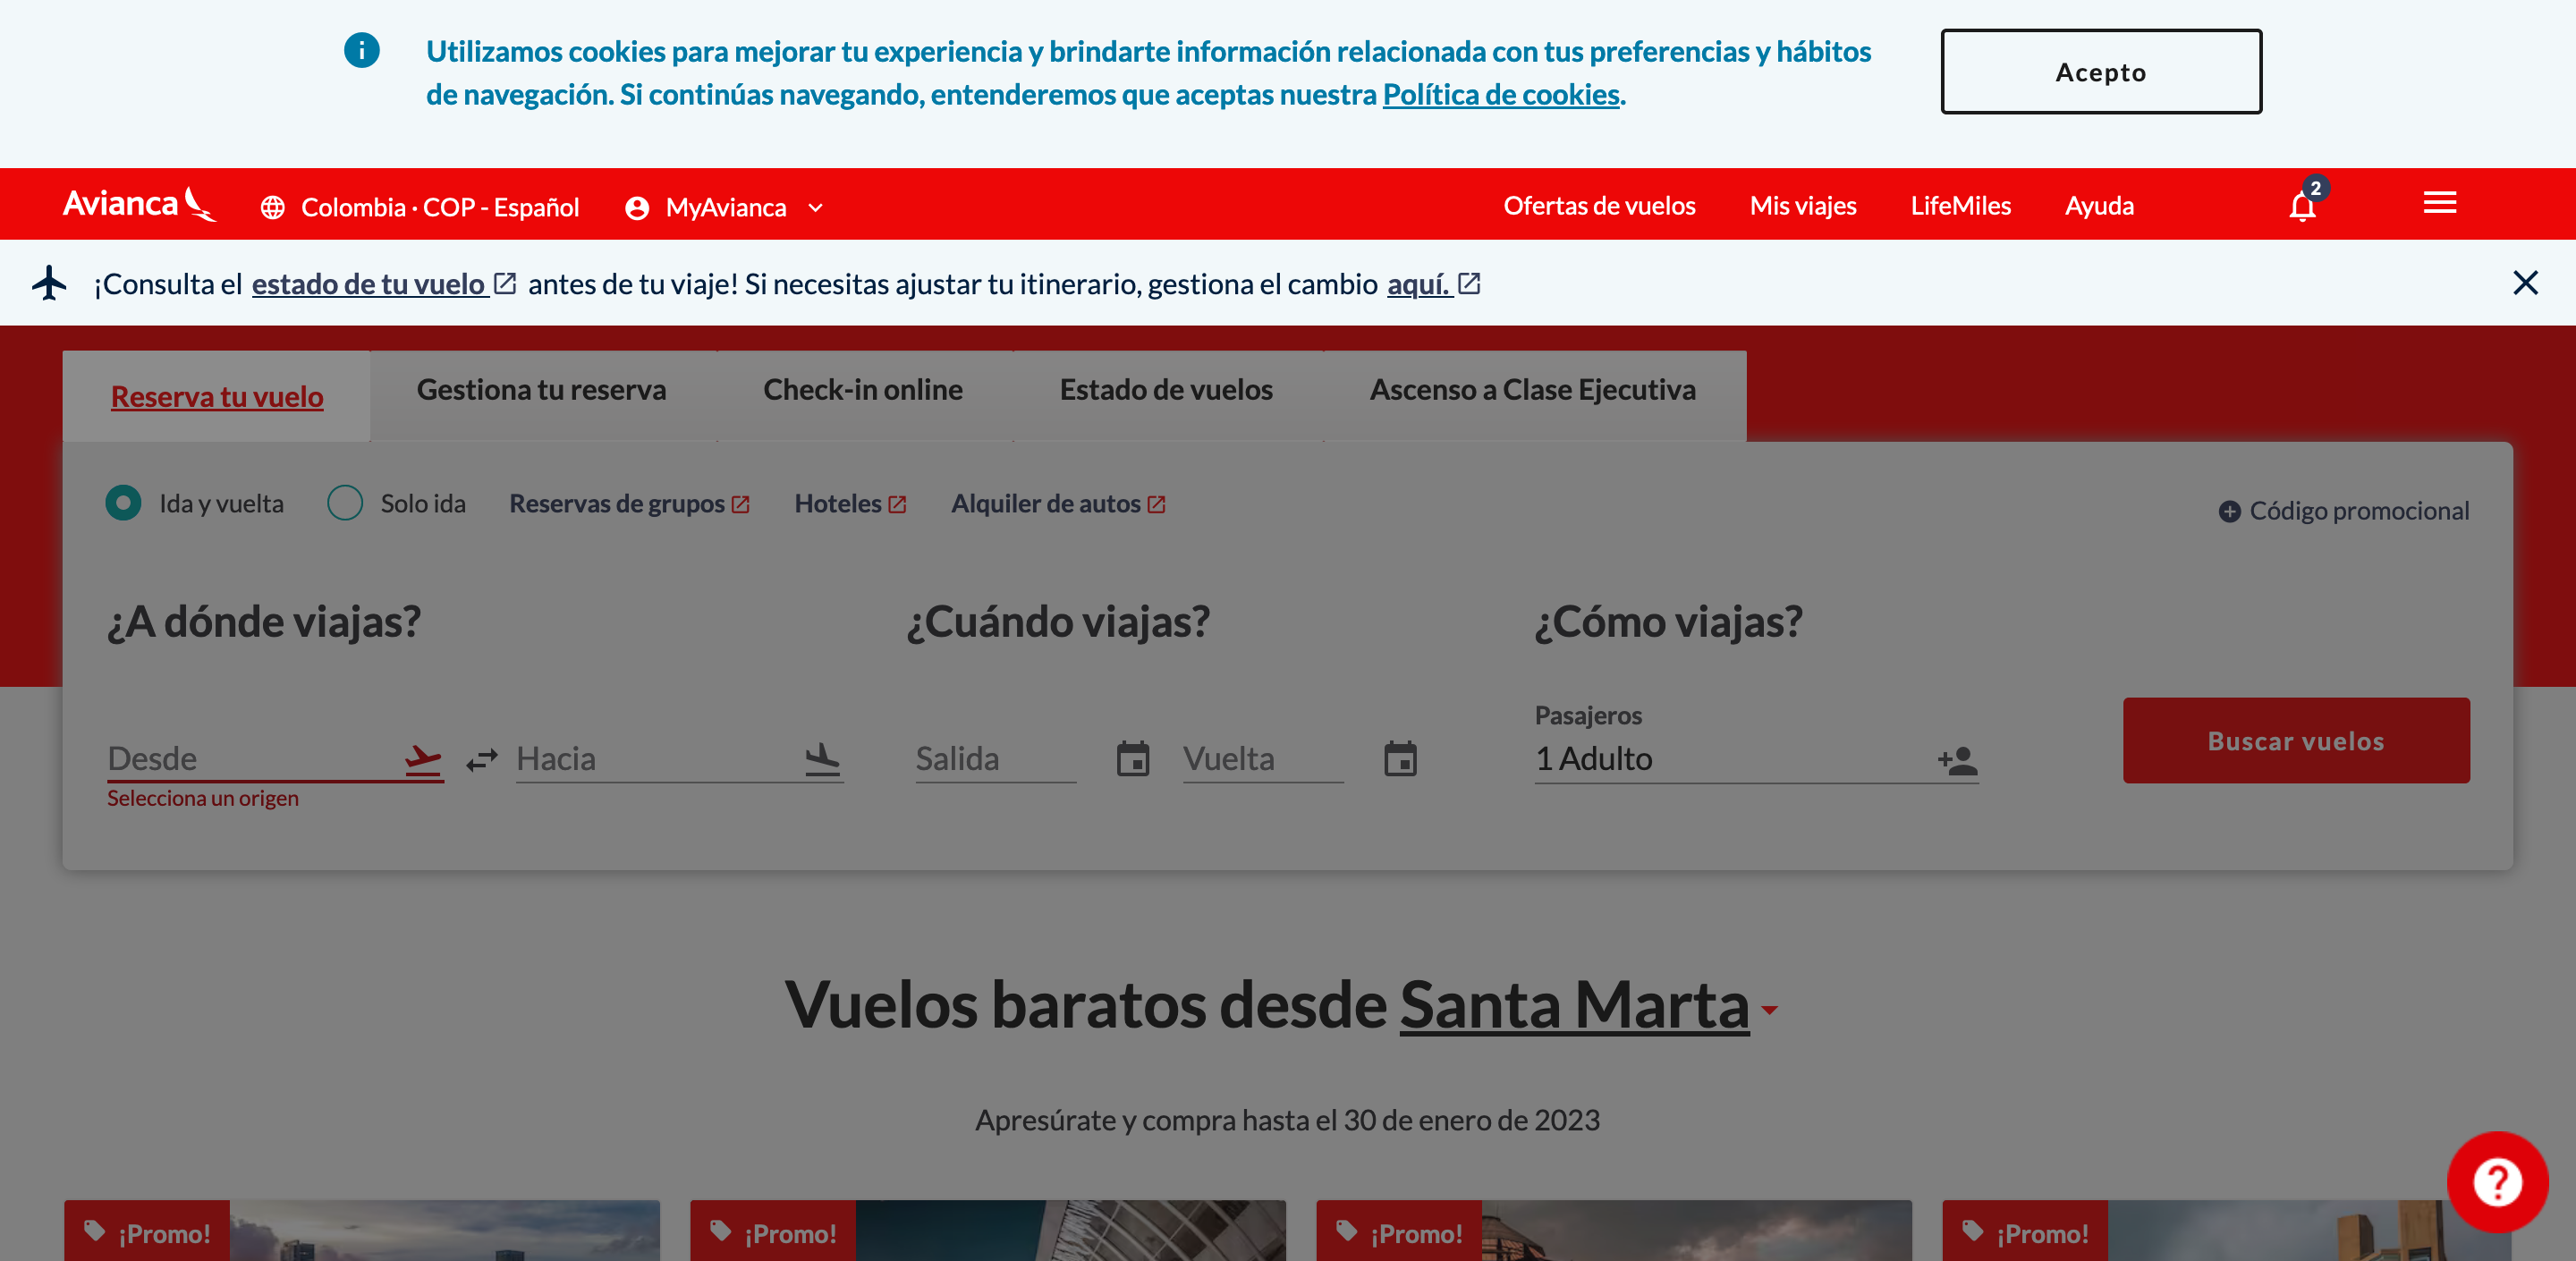 Utilizamos cookies para mejorar tu experiencia y brindarte información relacionada con tus preferencias y hábitos
de navegación. Si continúas navegando, entenderemos que aceptas nuestra Política de cookies.
Acepto
Avianca
Colombia · COP - Español
MyAvianca
Ofertas de vuelos
Mis viajes
LifeMiles
Ayuda
2
¡Consulta el estado de tu vuelo antes de tu viaje! Si necesitas ajustar tu itinerario, gestiona el cambio aquí.
Reserva tu vuelo
Gestiona tu reserva
Check-in online
Estado de vuelos
Ascenso a Clase Ejecutiva
Ida y vuelta
Solo ida
Reservas de grupos
Hoteles
Alquiler de autos
Código promocional
¿A dónde viajas?
¿Cuándo viajas?
¿Cómo viajas?
Pasajeros
Desde
Hacia
Salida
Vuelta
1 Adulto
Buscar vuelos
Selecciona un origen
Vuelos baratos desde Santa Marta
Apresúrate y compra hasta el 30 de enero de 2023
?
¡Promo!
¡Promo!
¡Promo!
¡Promo!